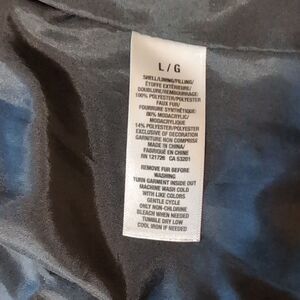 L / G
SHELL/LINING/FILLING/
ÉTOFFE EXTÉRIEURE/
DOUBLURE/REMBOURRAGE:
100% POLYESTER/POLYESTER
FAUX FUR/
FOURRURE SYNTHÉTIQUE:
86% MODACRYLIC/
MODACRYLIQUE
14% POLYESTER/POLYESTER
EXCLUSIVE OF DECORATION
GARNITURE NON COMPRISE
MADE IN CHINA/
FABRIQUÉ EN CHINE
RN 121726 CA 53201
REMOVE FUR BEFORE
WASHING
TURN GARMENT INSIDE OUT
MACHINE WASH COLD
WITH LIKE COLORS
GENTLE CYCLE
ONLY NON-CHLORINE
BLEACH WHEN NEEDED
TUMBLE DRY LOW
COOL IRON IF NEEDED